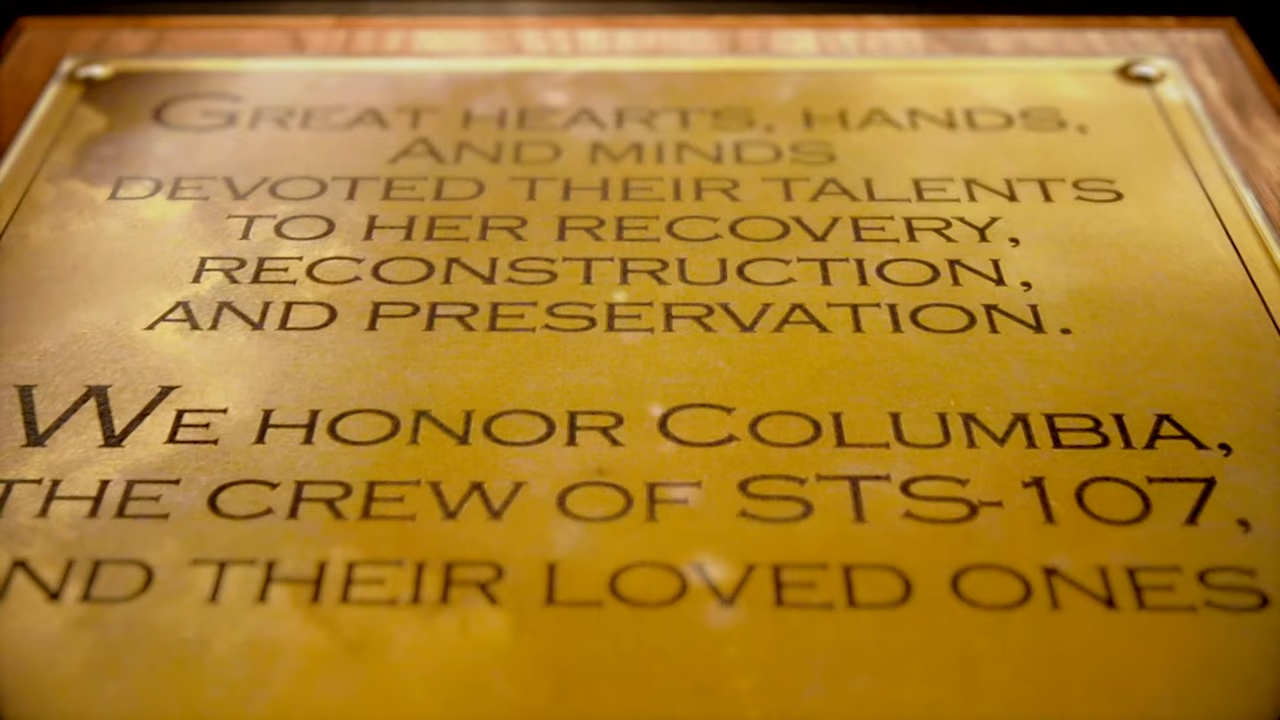 GREAT HEARTS, HANDS,
AND MINDS
DEVOTED THEIR TALENTS
TO HER RECOVERY,
RECONSTRUCTION,
AND PRESERVATION.
WE HONOR COLUMBIA,
THE CREW OF STS-107,
ND THEIR LOVED ONES